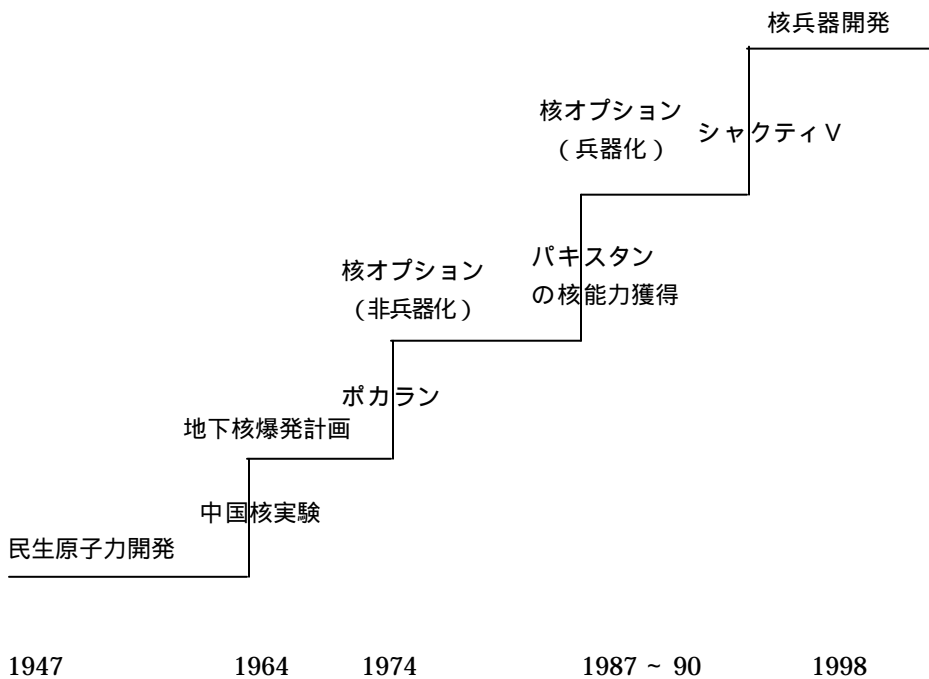 核兵器開発
核オプション
(兵器化)
シャクティⅤ
核オプション
(非兵器化)
パキスタン
の核能力獲得
ポカラン
地下核爆発計画
中国核実験
民生原子力開発
1947 1964 1974 1987 ~ 90 1998